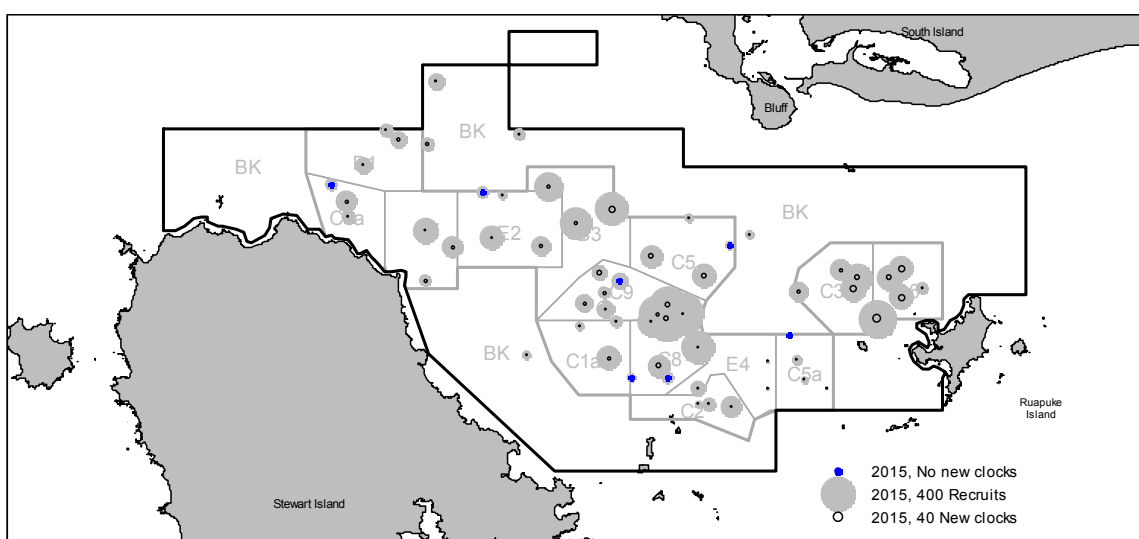 South Island
Bluff
BK
BK
BK
E2
C5
C3
C9
BK
C1a
C8
E4
C5a
C2
Ruapuke
Island
Stewart Island
2015, No new clocks
2015, 400 Recruits
2015, 40 New clocks